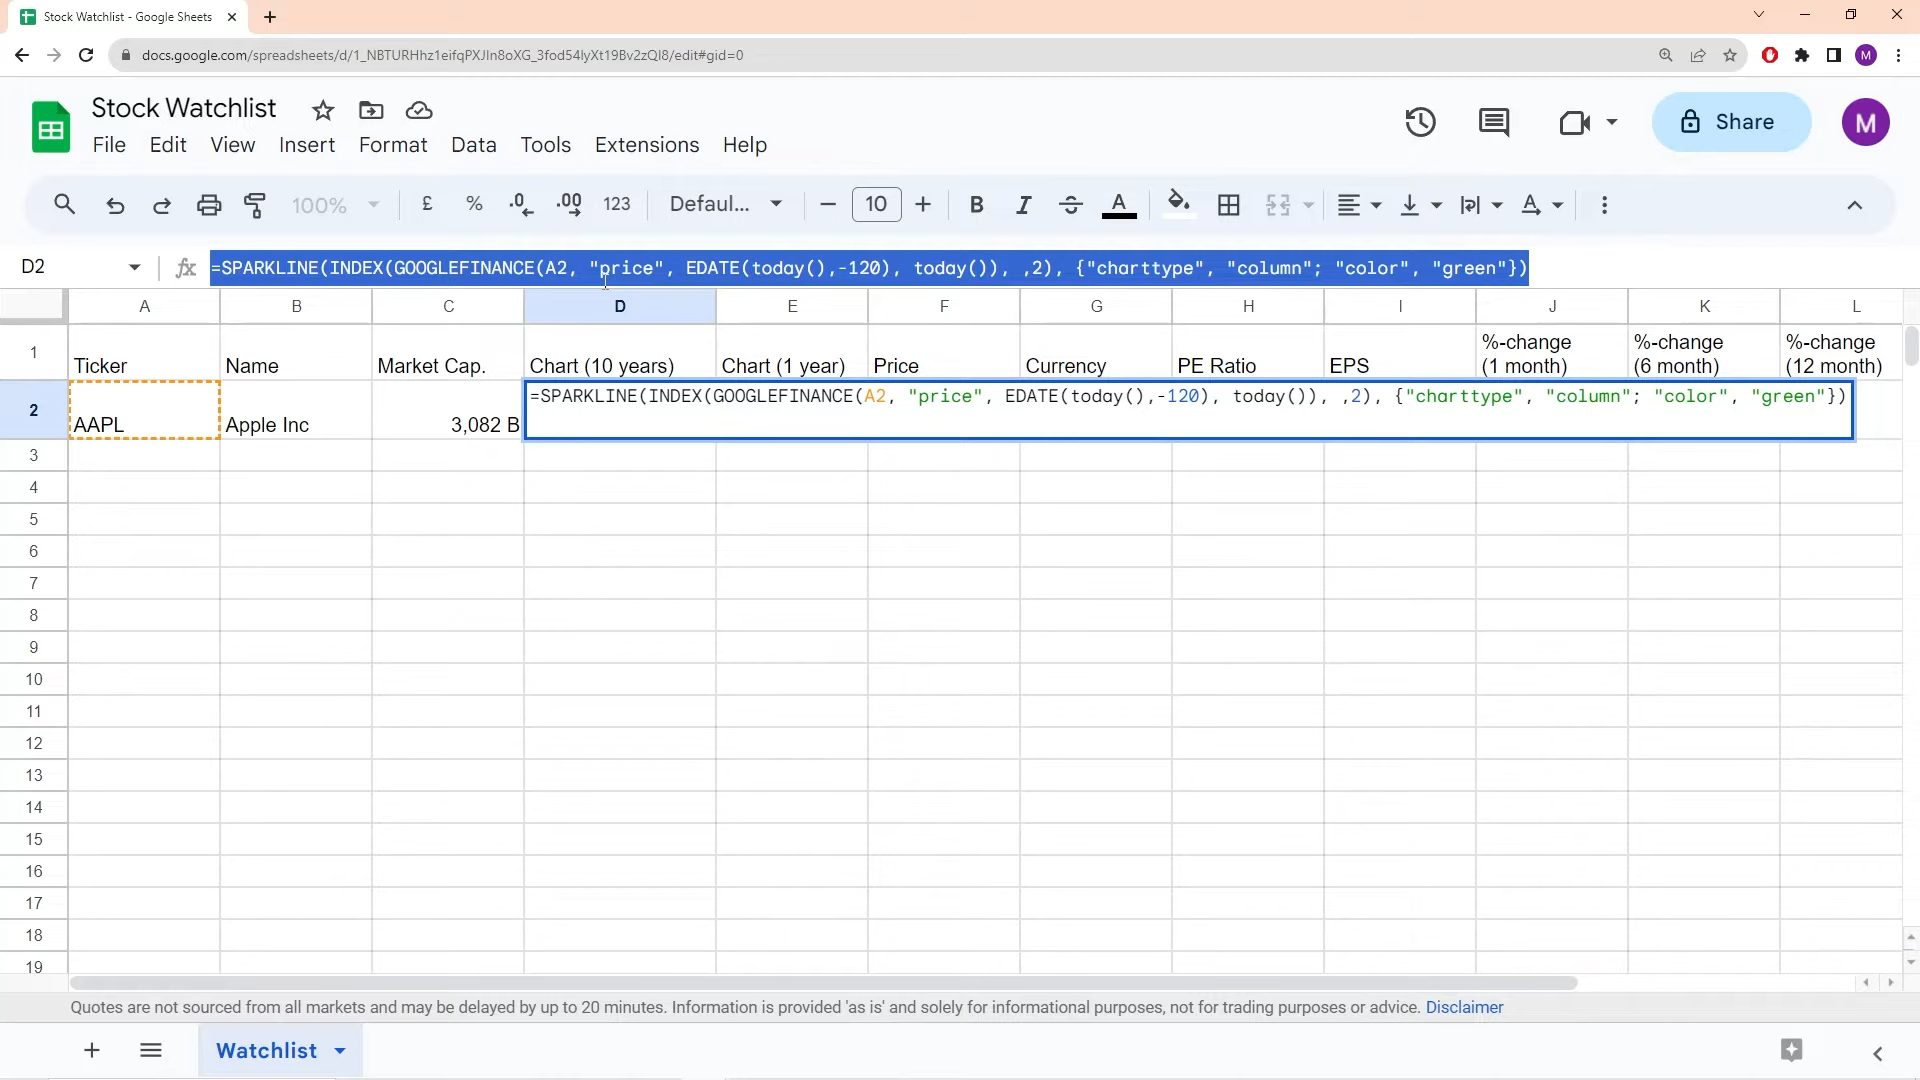 Stock Watchlist - Google Sheets
docs.google.com/spreadsheets/d/1_NBTURHhz1eifqPXJIn8oXG_3fod54IyXt19Bv2zQI8/edit#gid=0
M
Stock Watchlist
File Edit View Insert Format Data Tools Extensions Help
Share
M
100% £ % .0 .00 123 Defaul... 10 B I S A
D2 fx =SPARKLINE(INDEX(GOOGLEFINANCE(A2, "price", EDATE(today(),-120), today()), ,2), {"charttype", "column"; "color", "green"})
A B C D E F G H I J K L
1 Ticker Name Market Cap. Chart (10 years) Chart (1 year) Price Currency PE Ratio EPS %-change (1 month) %-change (6 month) %-change (12 month)
2 AAPL Apple Inc 3,082 B =SPARKLINE(INDEX(GOOGLEFINANCE(A2, "price", EDATE(today(),-120), today()), ,2), {"charttype", "column"; "color", "green"})
3
4
5
6
7
8
9
10
11
12
13
14
15
16
17
18
19
Quotes are not sourced from all markets and may be delayed by up to 20 minutes. Information is provided 'as is' and solely for informational purposes, not for trading purposes or advice. Disclaimer
Watchlist